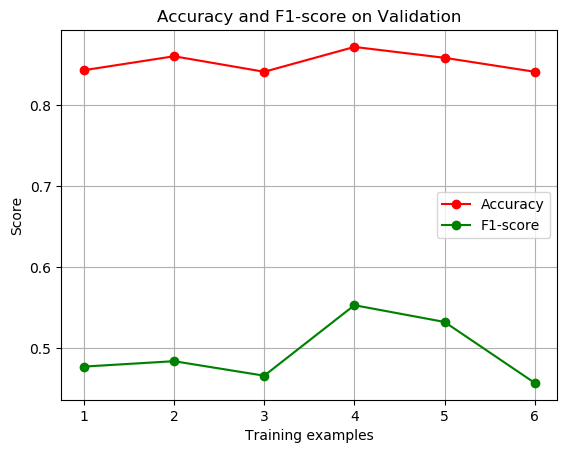 Accuracy and F1-score on Validation
Score
0.8
0.7
0.6
0.5
Accuracy
F1-score
1 2 3 4 5 6
Training examples